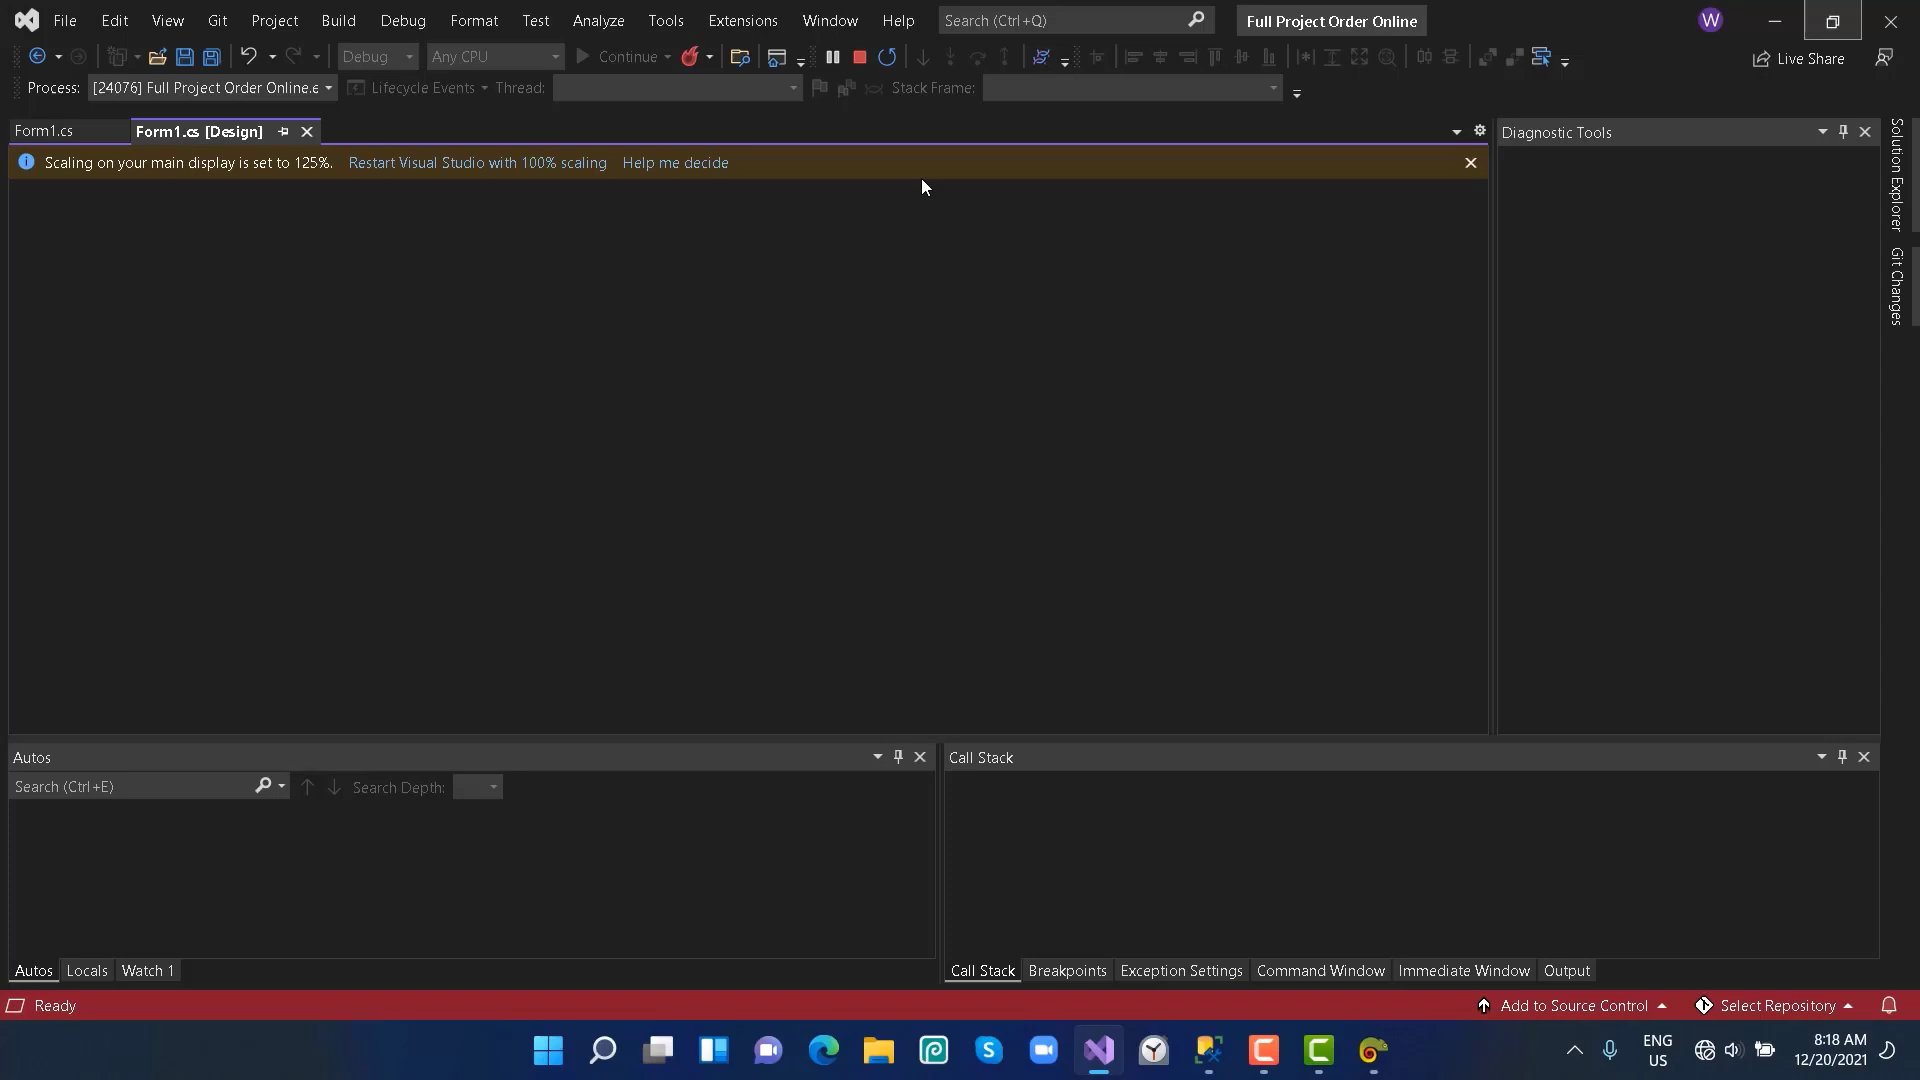 File Edit View Git Project Build Debug Format Test Analyze Tools Extensions Window Help Search (Ctrl+Q) Full Project Order Online W
Debug Any CPU Continue Live Share
Process: [24076] Full Project Order Online.e Lifecycle Events Thread: Stack Frame:
Form1.cs Form1.cs [Design] Diagnostic Tools
Scaling on your main display is set to 125%. Restart Visual Studio with 100% scaling Help me decide
Solution Explorer
Git Changes
Autos Call Stack
Search (Ctrl+E) Search Depth:
Autos Locals Watch 1 Call Stack Breakpoints Exception Settings Command Window Immediate Window Output
Ready Add to Source Control Select Repository
ENG 8:18 AM
US 12/20/2021